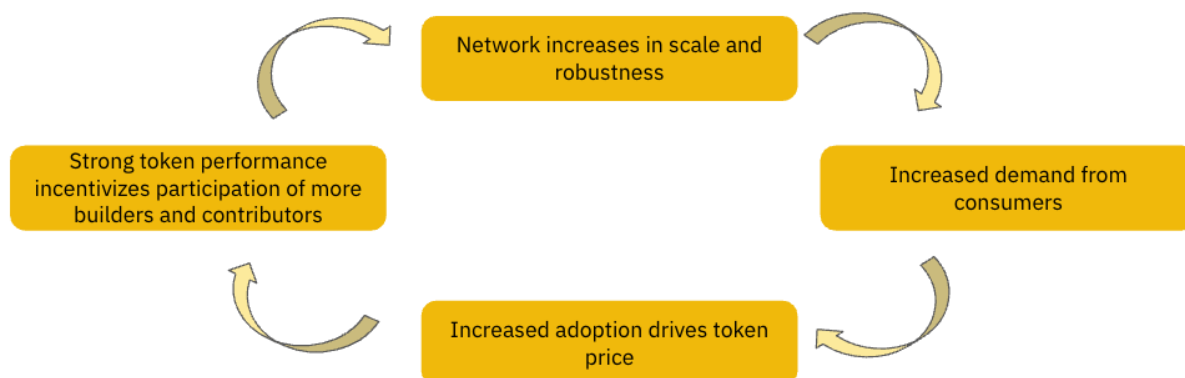 Network increases in scale and
robustness
Increased demand from
consumers
Increased adoption drives token
price
Strong token performance
incentivizes participation of more
builders and contributors